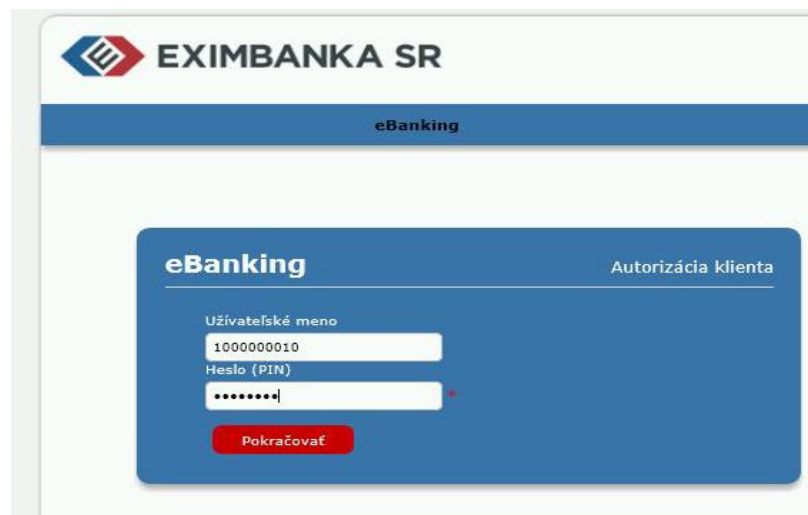 EXIMBANKA SR
eBanking
eBanking
Autorizácia klienta
Užívateľské meno
1000000010
Heslo (PIN)
••••••••
*
Pokračovať